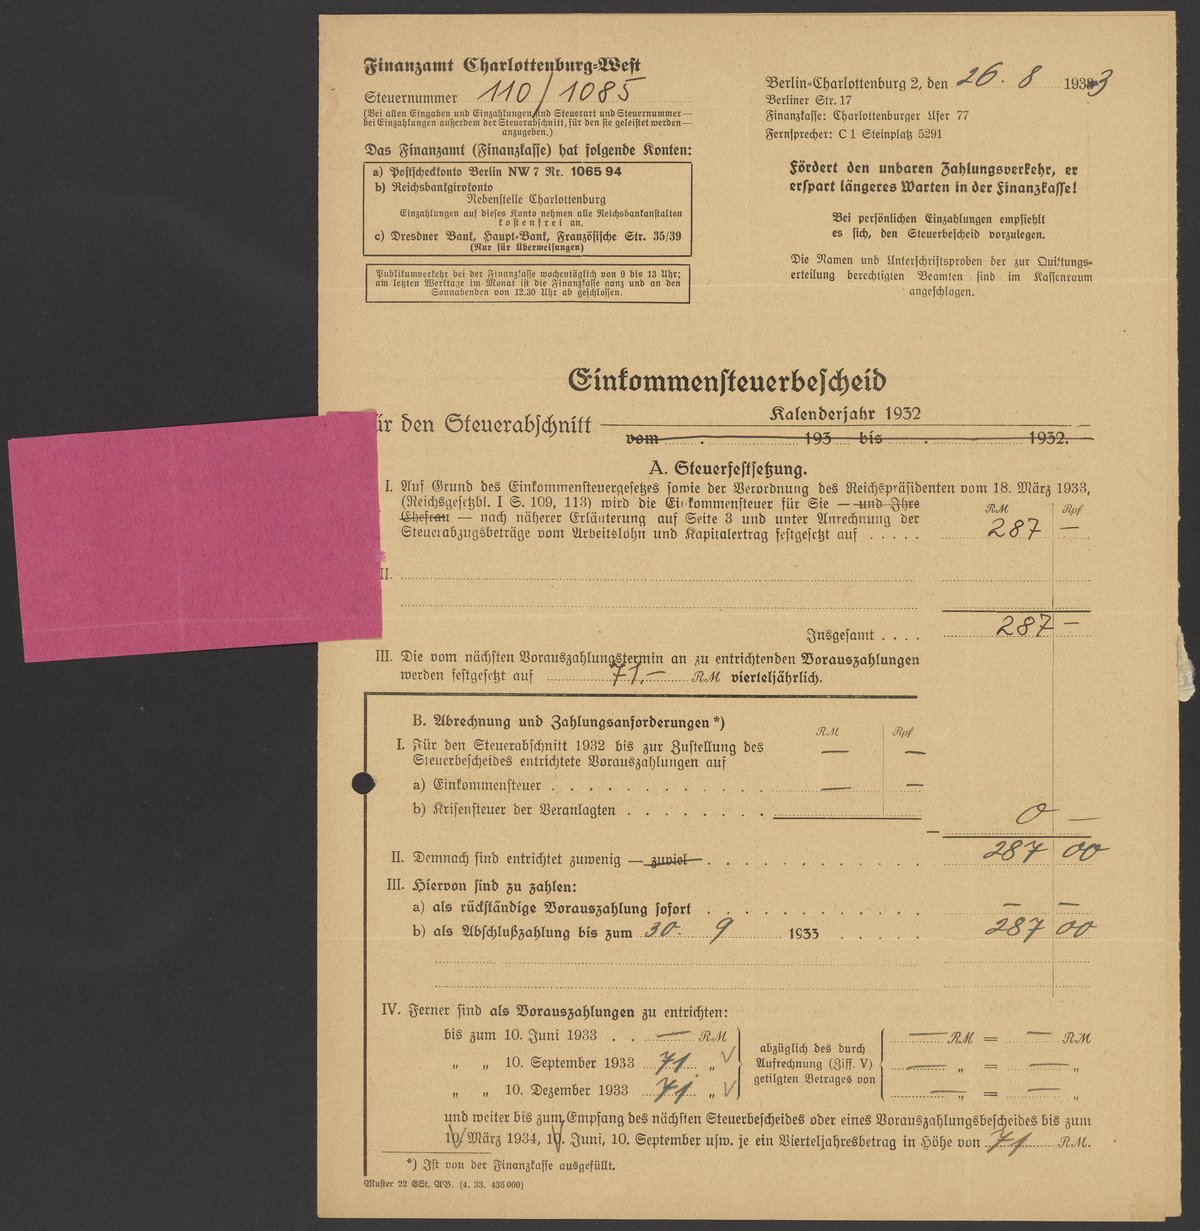 Finanzamt Charlottenburg-West
Steuernummer 110/1085
(Bei allen Eingaben und Einzahlungen sind Steuerart und Steuernummer —
bei Einzahlungen außerdem der Steuerabschnitt, für den sie geleistet werden —
anzugeben.)
Das Finanzamt (Finanzkasse) hat folgende Konten:
a) Postscheckkonto Berlin NW 7 Nr. 1065 94
b) Reichsbankgirokonto
Nebenstelle Charlottenburg
Einzahlungen auf dieses Konto nehmen alle Reichsbankanstalten
kostenfrei an.
c) Dresdner Bank, Haupt-Bank, Französische Str. 35/39
(Nur für Überweisungen)
Publikumverkehr bei der Finanzkasse wochentäglich von 9 bis 13 Uhr;
am letzten Werktage im Monat ist die Finanzkasse ganz und an den
Sonnabenden von 12.30 Uhr ab geschlossen.
Berlin-Charlottenburg 2, den 26. 8 1933
Berliner Str. 17
Finanzkasse: Charlottenburger Ufer 77
Fernsprecher: C 1 Steinplatz 5291
Fördert den unbaren Zahlungsverkehr, er
erspart längeres Warten in der Finanzkasse!
Bei persönlichen Einzahlungen empfiehlt
es sich, den Steuerbescheid vorzulegen.
Die Namen und Unterschriftsproben der zur Quittungs-
erteilung berechtigten Beamten sind im Kassenraum
angeschlagen.
Einkommensteuerbescheid
ür den Steuerabschnitt Kalenderjahr 1932
vom . 193 bis . 1932.
A. Steuerfestsetzung.
I. Auf Grund des Einkommensteuergesetzes sowie der Verordnung des Reichspräsidenten vom 18. März 1933,
(Reichsgesetzbl. I S. 109, 113) wird die Einkommensteuer für Sie — und Ihre
Ehefrau — nach näherer Erläuterung auf Seite 3 und unter Anrechnung der
Steuerabzugsbeträge vom Arbeitslohn und Kapitalertrag festgesetzt auf . . . . .
RM Rpf
287 —
II.
Insgesamt . . . . 287 —
III. Die vom nächsten Vorauszahlungstermin an zu entrichtenden Vorauszahlungen
werden festgesetzt auf 71,— RM vierteljährlich.
B. Abrechnung und Zahlungsanforderungen *)
RM Rpf
I. Für den Steuerabschnitt 1932 bis zur Zustellung des — —
Steuerbescheides entrichtete Vorauszahlungen auf
a) Einkommensteuer . . . . . . . . . . . . — —
b) Krisensteuer der Veranlagten . . . . . . . .
— 0 —
II. Demnach sind entrichtet zuwenig — zuviel — . . . . . . . . . . . . 287 00
III. Hiervon sind zu zahlen:
a) als rückständige Vorauszahlung sofort . . . . . . . . . . . . — —
b) als Abschlußzahlung bis zum 30. 9 1933 . . . . . 287 00
IV. Ferner sind als Vorauszahlungen zu entrichten:
bis zum 10. Juni 1933 . . — RM
„ „ 10. September 1933 71. „
„ „ 10. Dezember 1933 71. „
abzüglich des durch
Aufrechnung (Ziff. V)
getilgten Betrages von
— RM = — RM
— „ = — „
— „ = — „
und weiter bis zum Empfang des nächsten Steuerbescheides oder eines Vorauszahlungsbescheides bis zum
10. März 1934, 10. Juni, 10. September usw. je ein Vierteljahresbetrag in Höhe von 71 RM.
*) Ist von der Finanzkasse ausgefüllt.
Muster 22 ESt. AB. (4. 33. 435 000)